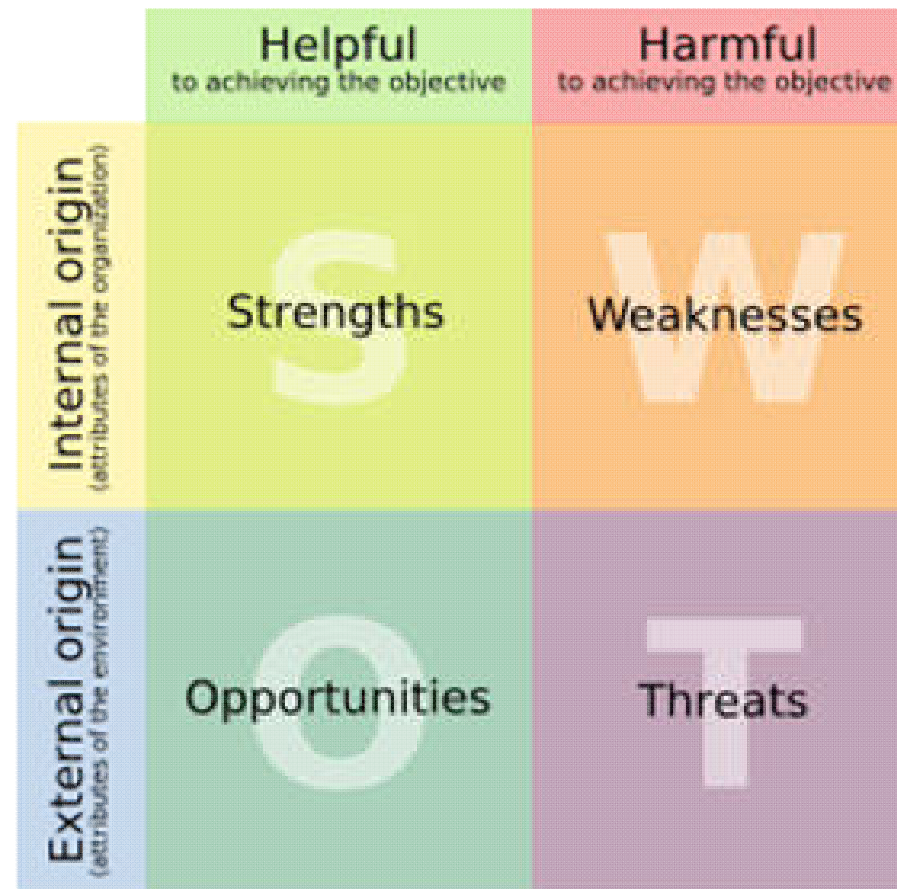 Helpful
to achieving the objective
Harmful
to achieving the objective
Internal origin
(attributes of the organization)
S
Strengths
W
Weaknesses
External origin
(attributes of the environment)
O
Opportunities
T
Threats